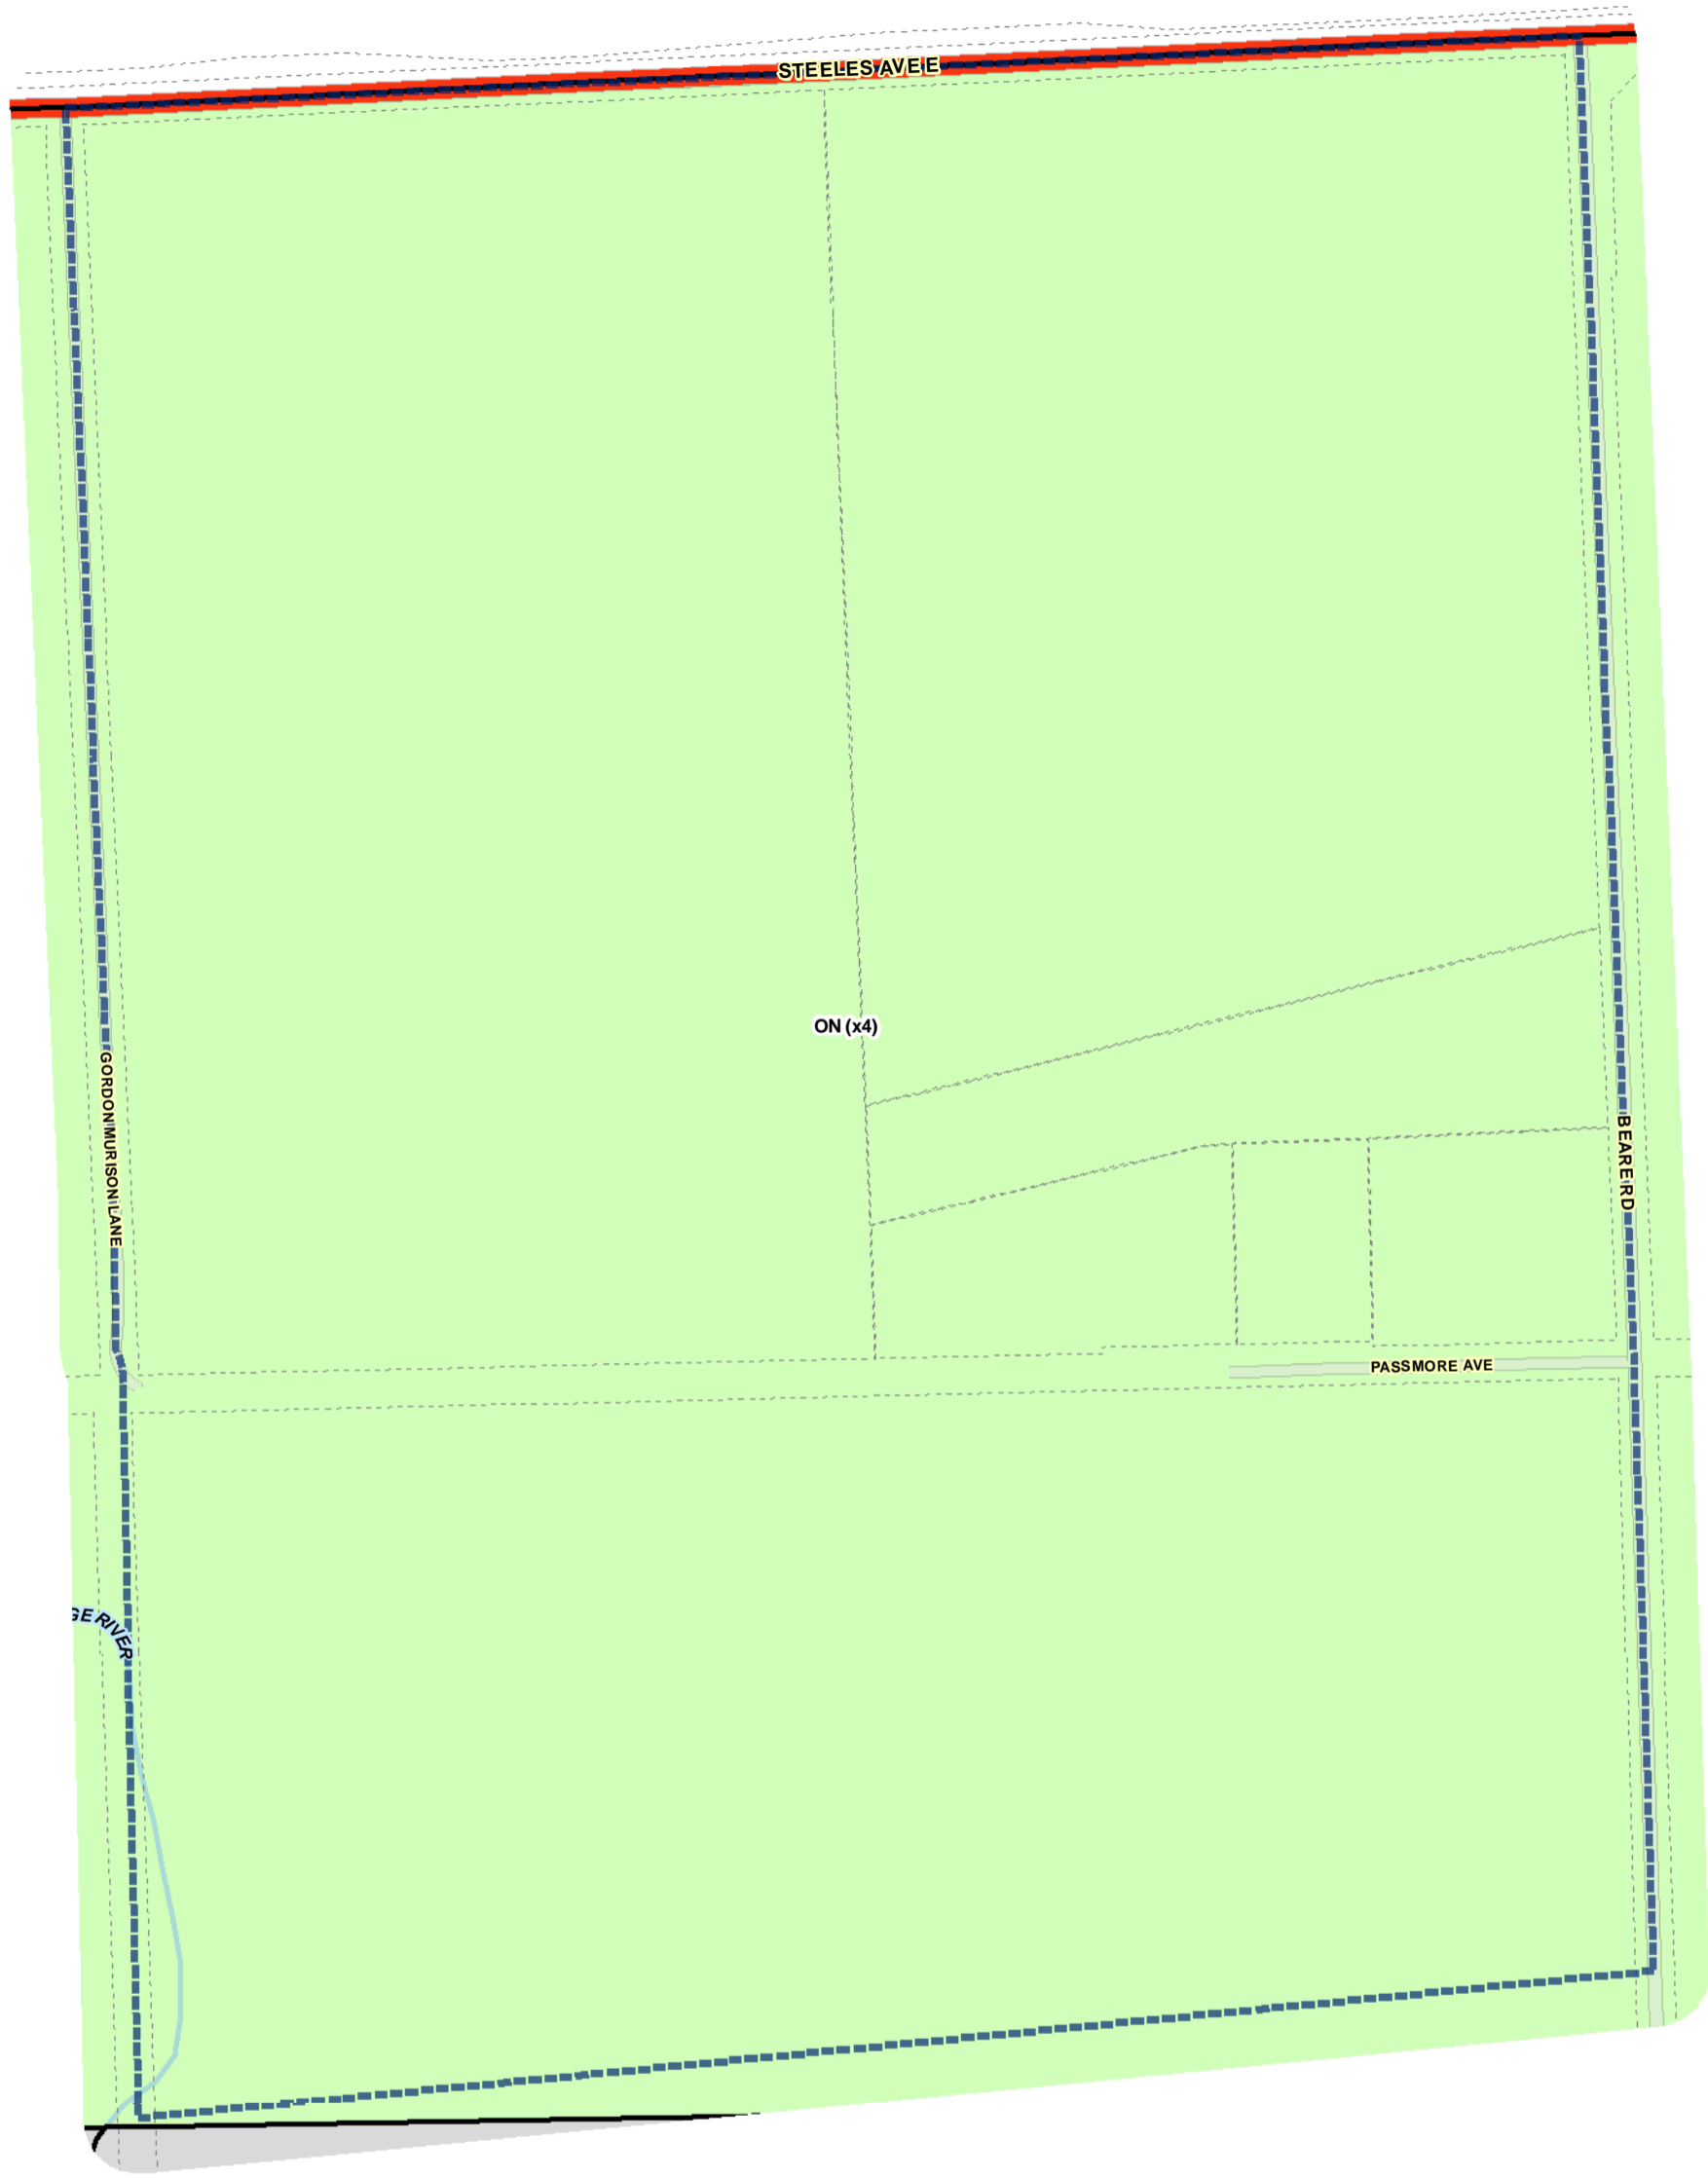 STEELES AVE E
ON (x4)
GORDON MURISON LANE
BEARE RD
PASSMORE AVE
GE RIVER